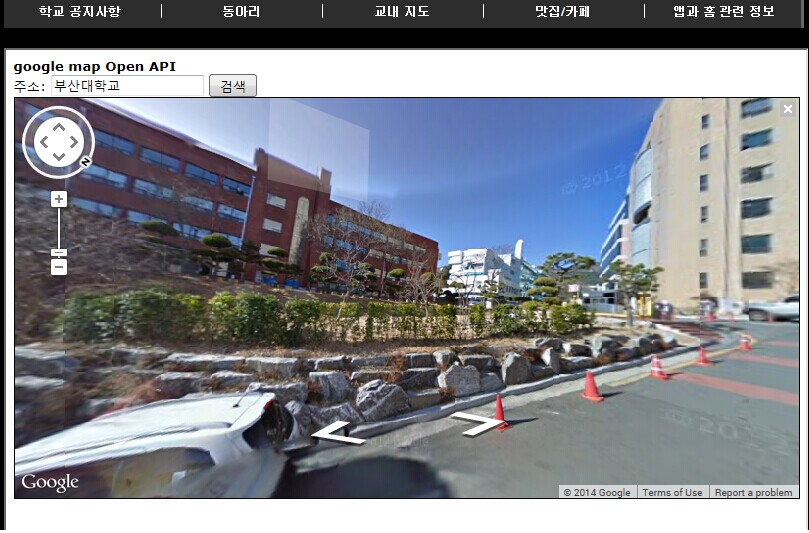 학교 공지사항 동아리 교내 지도 맛집/카페 앱과 홈 관련 정보
google map Open API
주소: 부산대학교 검색
N
© 2012
© 2012
Google
© 2014 Google Terms of Use Report a problem